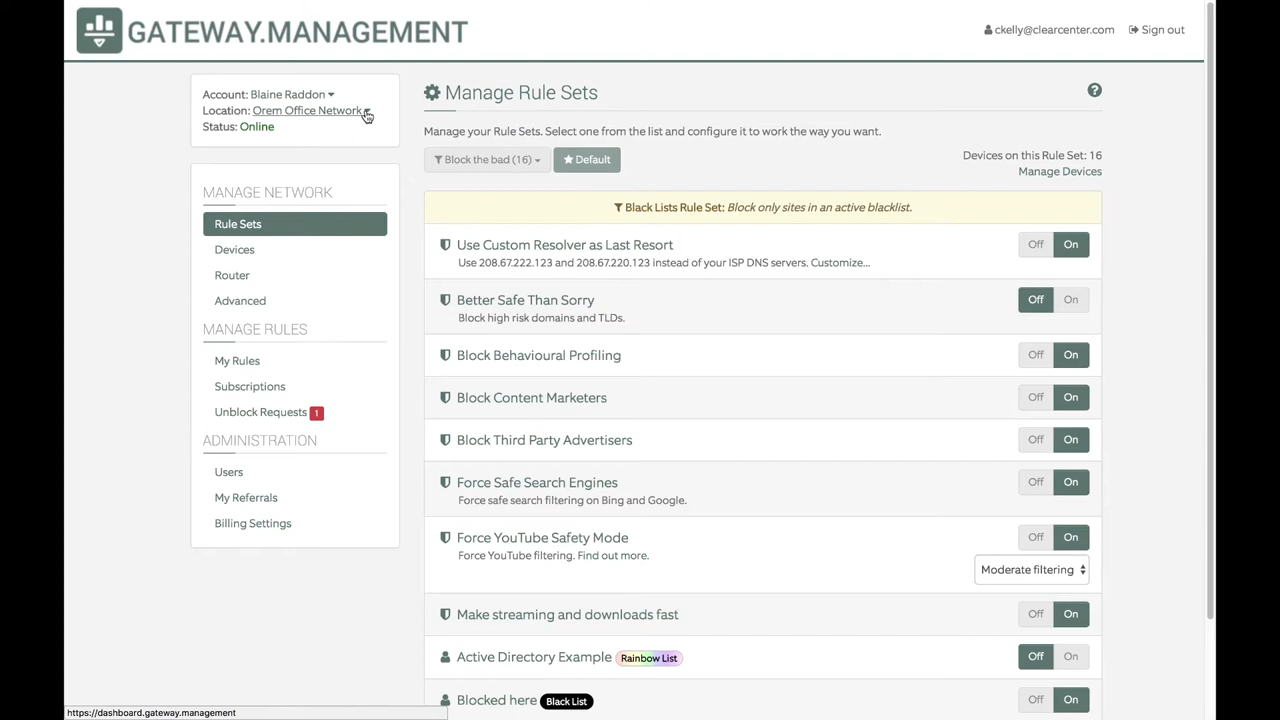 GATEWAY.MANAGEMENT
ckelly@clearcenter.com
Sign out
Account: Blaine Raddon
Location: Orem Office Network
Status: Online
MANAGE NETWORK
Rule Sets
Devices
Router
Advanced
MANAGE RULES
My Rules
Subscriptions
Unblock Requests 1
ADMINISTRATION
Users
My Referrals
Billing Settings
Manage Rule Sets
Manage your Rule Sets. Select one from the list and configure it to work the way you want.
Block the bad (16)
Default
Devices on this Rule Set: 16
Manage Devices
Black Lists Rule Set: Block only sites in an active blacklist.
Use Custom Resolver as Last Resort
Off On
Use 208.67.222.123 and 208.67.220.123 instead of your ISP DNS servers. Customize...
Better Safe Than Sorry
Off On
Block high risk domains and TLDs.
Block Behavioural Profiling
Off On
Block Content Marketers
Off On
Block Third Party Advertisers
Off On
Force Safe Search Engines
Off On
Force safe search filtering on Bing and Google.
Force YouTube Safety Mode
Off On
Force YouTube filtering. Find out more.
Moderate filtering
Make streaming and downloads fast
Off On
Active Directory Example Rainbow List
Off On
Blocked here Black List
Off On
https://dashboard.gateway.management